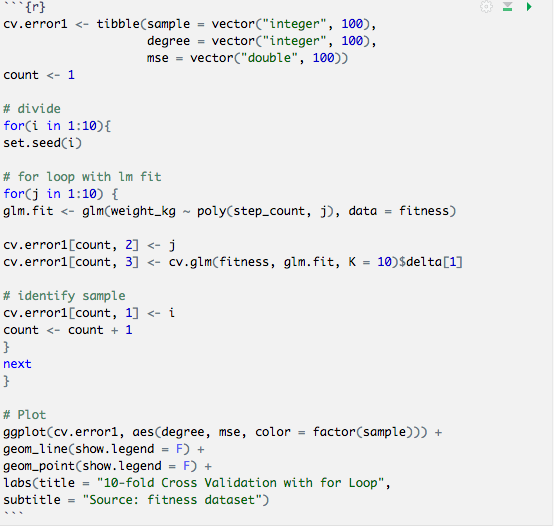 ```{r}
cv.error1 <- tibble(sample = vector("integer", 100),
                    degree = vector("integer", 100),
                    mse = vector("double", 100))
count <- 1

# divide
for(i in 1:10){
set.seed(i)

# for loop with lm fit
for(j in 1:10) {
glm.fit <- glm(weight_kg ~ poly(step_count, j), data = fitness)

cv.error1[count, 2] <- j
cv.error1[count, 3] <- cv.glm(fitness, glm.fit, K = 10)$delta[1]

# identify sample
cv.error1[count, 1] <- i
count <- count + 1
}
next
}

# Plot
ggplot(cv.error1, aes(degree, mse, color = factor(sample))) +
geom_line(show.legend = F) +
geom_point(show.legend = F) +
labs(title = "10-fold Cross Validation with for Loop",
subtitle = "Source: fitness dataset")
```